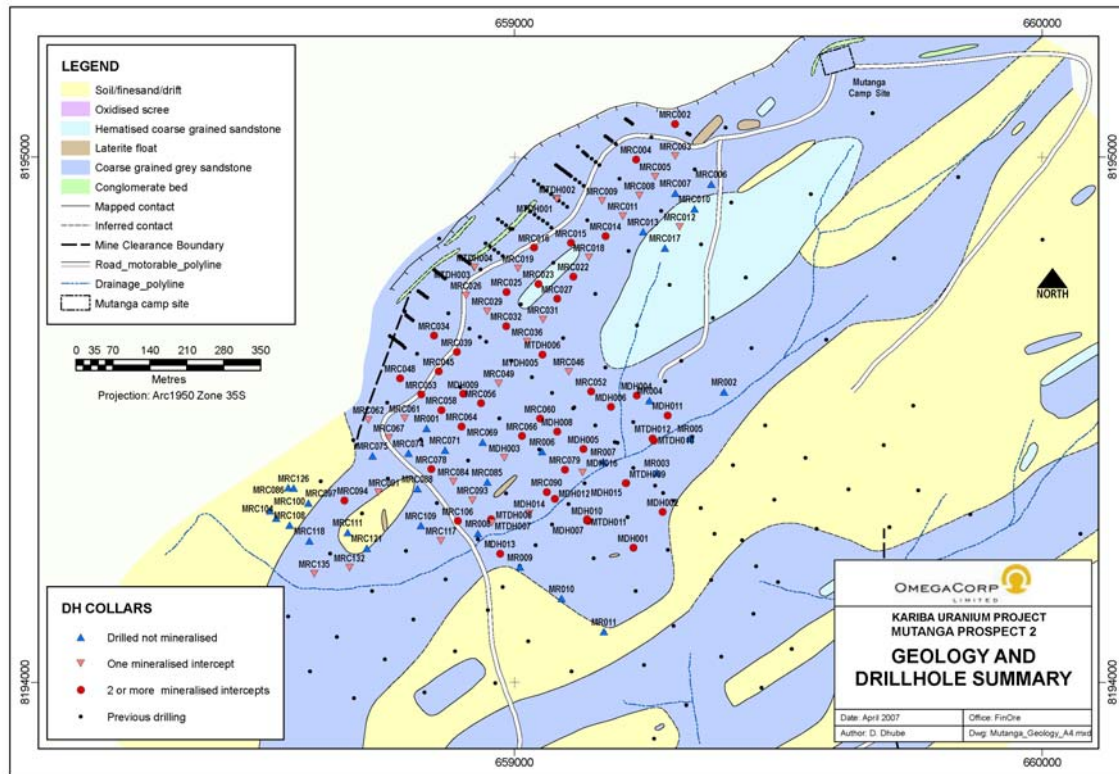 659000
660000
8195000
8195000
8194000
8194000
659000
660000
LEGEND
Soil/finesand/drift
Oxidised scree
Hematised coarse grained sandstone
Laterite float
Coarse grained grey sandstone
Conglomerate bed
Mapped contact
Inferred contact
Mine Clearance Boundary
Road_motorable_polyline
Drainage_polyline
Mutanga camp site
0 35 70 140 210 280 350
Metres
Projection: Arc1950 Zone 35S
Mutanga
Camp Site
NORTH
MRC002
MRC004
MRC003
MRC005
MRC006
MTDH002
MRC009
MRC008
MRC007
MRC010
MTDH001
MRC011
MRC012
MRC013
MRC014
MRC017
MRC016
MRC015
MRC018
MTDH004
MRC019
MTDH003
MRC023
MRC022
MRC026
MRC025
MRC027
MRC029
MRC031
MRC034
MRC032
MRC036
MRC039
MTDH006
MTDH005
MRC048
MRC045
MRC046
MRC049
MRC053
MDH009
MRC056
MRC052
MDH004
MR004
MR002
MDH006
MRC062
MRC061
MRC058
MRC064
MRC060
MDH011
MRC067
MR001
MDH008
MRC066
MTDH012
MR005
MRC075
MRC074
MRC071
MRC069
MR006
MDH005
MDH003
MR007
MRC078
MR003
MRC084
MRC085
MTDH009
MRC126
MRC086
MRC097
MRC094
MRC091
MRC088
MRC090
MDH015
MRC100
MRC093
MDH012
MDH002
MRC108
MDH014
MDH010
MRC111
MRC109
MRC106
MR008
MTDH007
MDH007
MTDH011
MRC118
MRC121
MRC117
MDH013
MDH001
MRC135
MRC132
MR009
MR010
MR011
DH COLLARS
Drilled not mineralised
One mineralised intercept
2 or more mineralised intercepts
Previous drilling
OMEGACORP
LIMITED
KARIBA URANIUM PROJECT
MUTANGA PROSPECT 2
GEOLOGY AND
DRILLHOLE SUMMARY
Date: April 2007
Office: FinOre
Author: D. Dhube
Dwg: Mutanga_Geology_A4.mxd